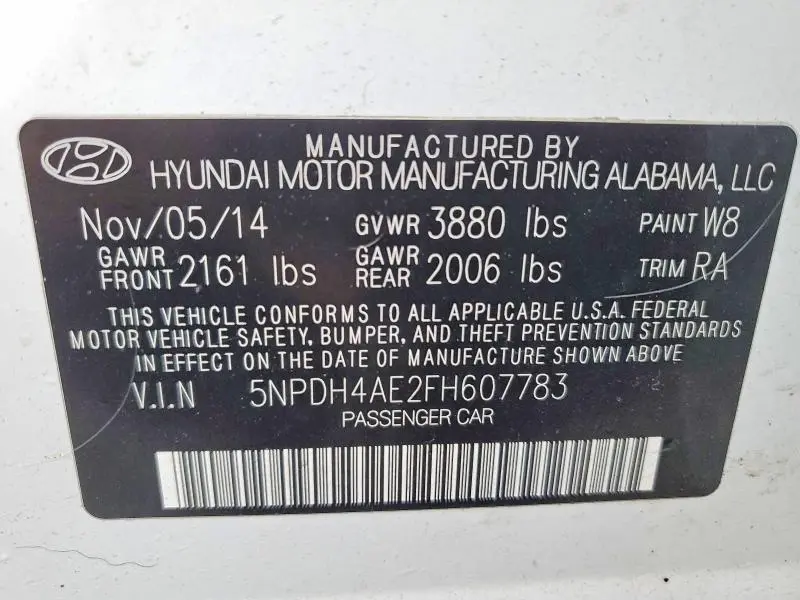 MANUFACTURED BY
HYUNDAI MOTOR MANUFACTURING ALABAMA, LLC
Nov/05/14 GVWR 3880 lbs PAINT W8
GAWR FRONT 2161 lbs GAWR REAR 2006 lbs TRIM RA
THIS VEHICLE CONFORMS TO ALL APPLICABLE U.S.A. FEDERAL
MOTOR VEHICLE SAFETY, BUMPER, AND THEFT PREVENTION STANDARDS
IN EFFECT ON THE DATE OF MANUFACTURE SHOWN ABOVE
V.I.N 5NPDH4AE2FH607783
PASSENGER CAR